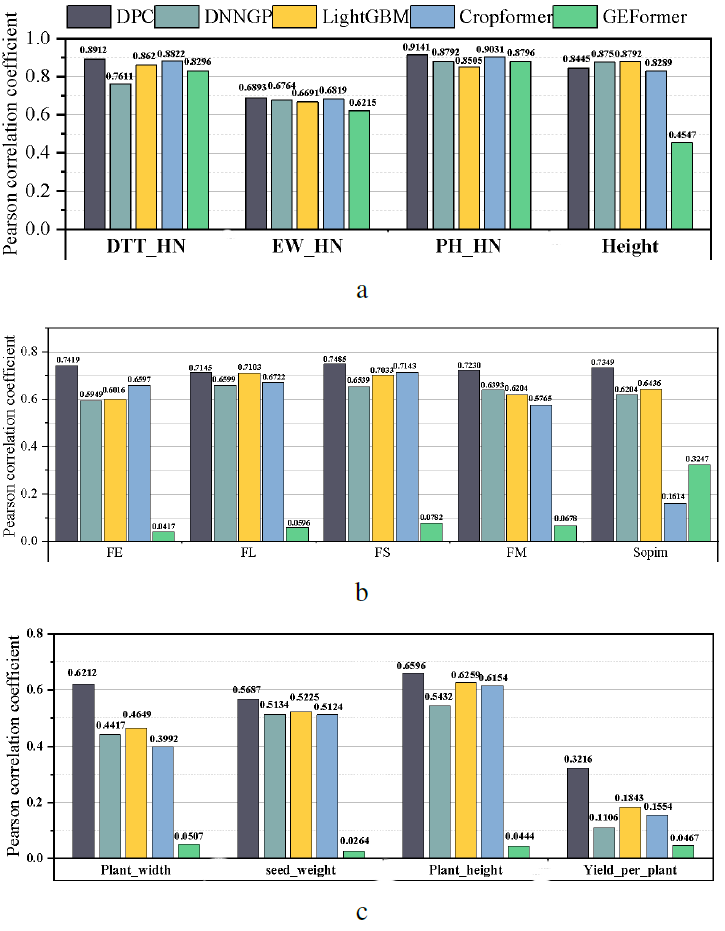 DPC DNNGP LightGBM Cropformer GEFormer
Pearson correlation coefficient
1.0
0.8
0.6
0.4
0.2
0.0
0.8912 0.7611 0.862 0.8822 0.8296
0.6893 0.6764 0.6691 0.6819 0.6215
0.9141 0.8792 0.8505 0.9031 0.8796
0.8445 0.875 0.8792 0.8289 0.4547
DTT_HN EW_HN PH_HN Height
a
Pearson correlation coefficient
0.8
0.6
0.4
0.2
0.0
0.7419 0.5949 0.6016 0.6597 0.0417
0.7145 0.6599 0.7103 0.6722 0.0596
0.7485 0.6539 0.7033 0.7143 0.0782
0.7230 0.6393 0.6204 0.5765 0.0678
0.7349 0.6204 0.6436 0.1614 0.3247
FE FL FS FM Sopim
b
Pearson correlation coefficient
0.8
0.6
0.4
0.2
0.0
0.6212 0.4417 0.4649 0.3992 0.0507
0.5687 0.5134 0.5225 0.5124 0.0264
0.6596 0.5432 0.6259 0.6154 0.0444
0.3216 0.1106 0.1843 0.1554 0.0467
Plant_width seed_weight Plant_height Yield_per_plant
c